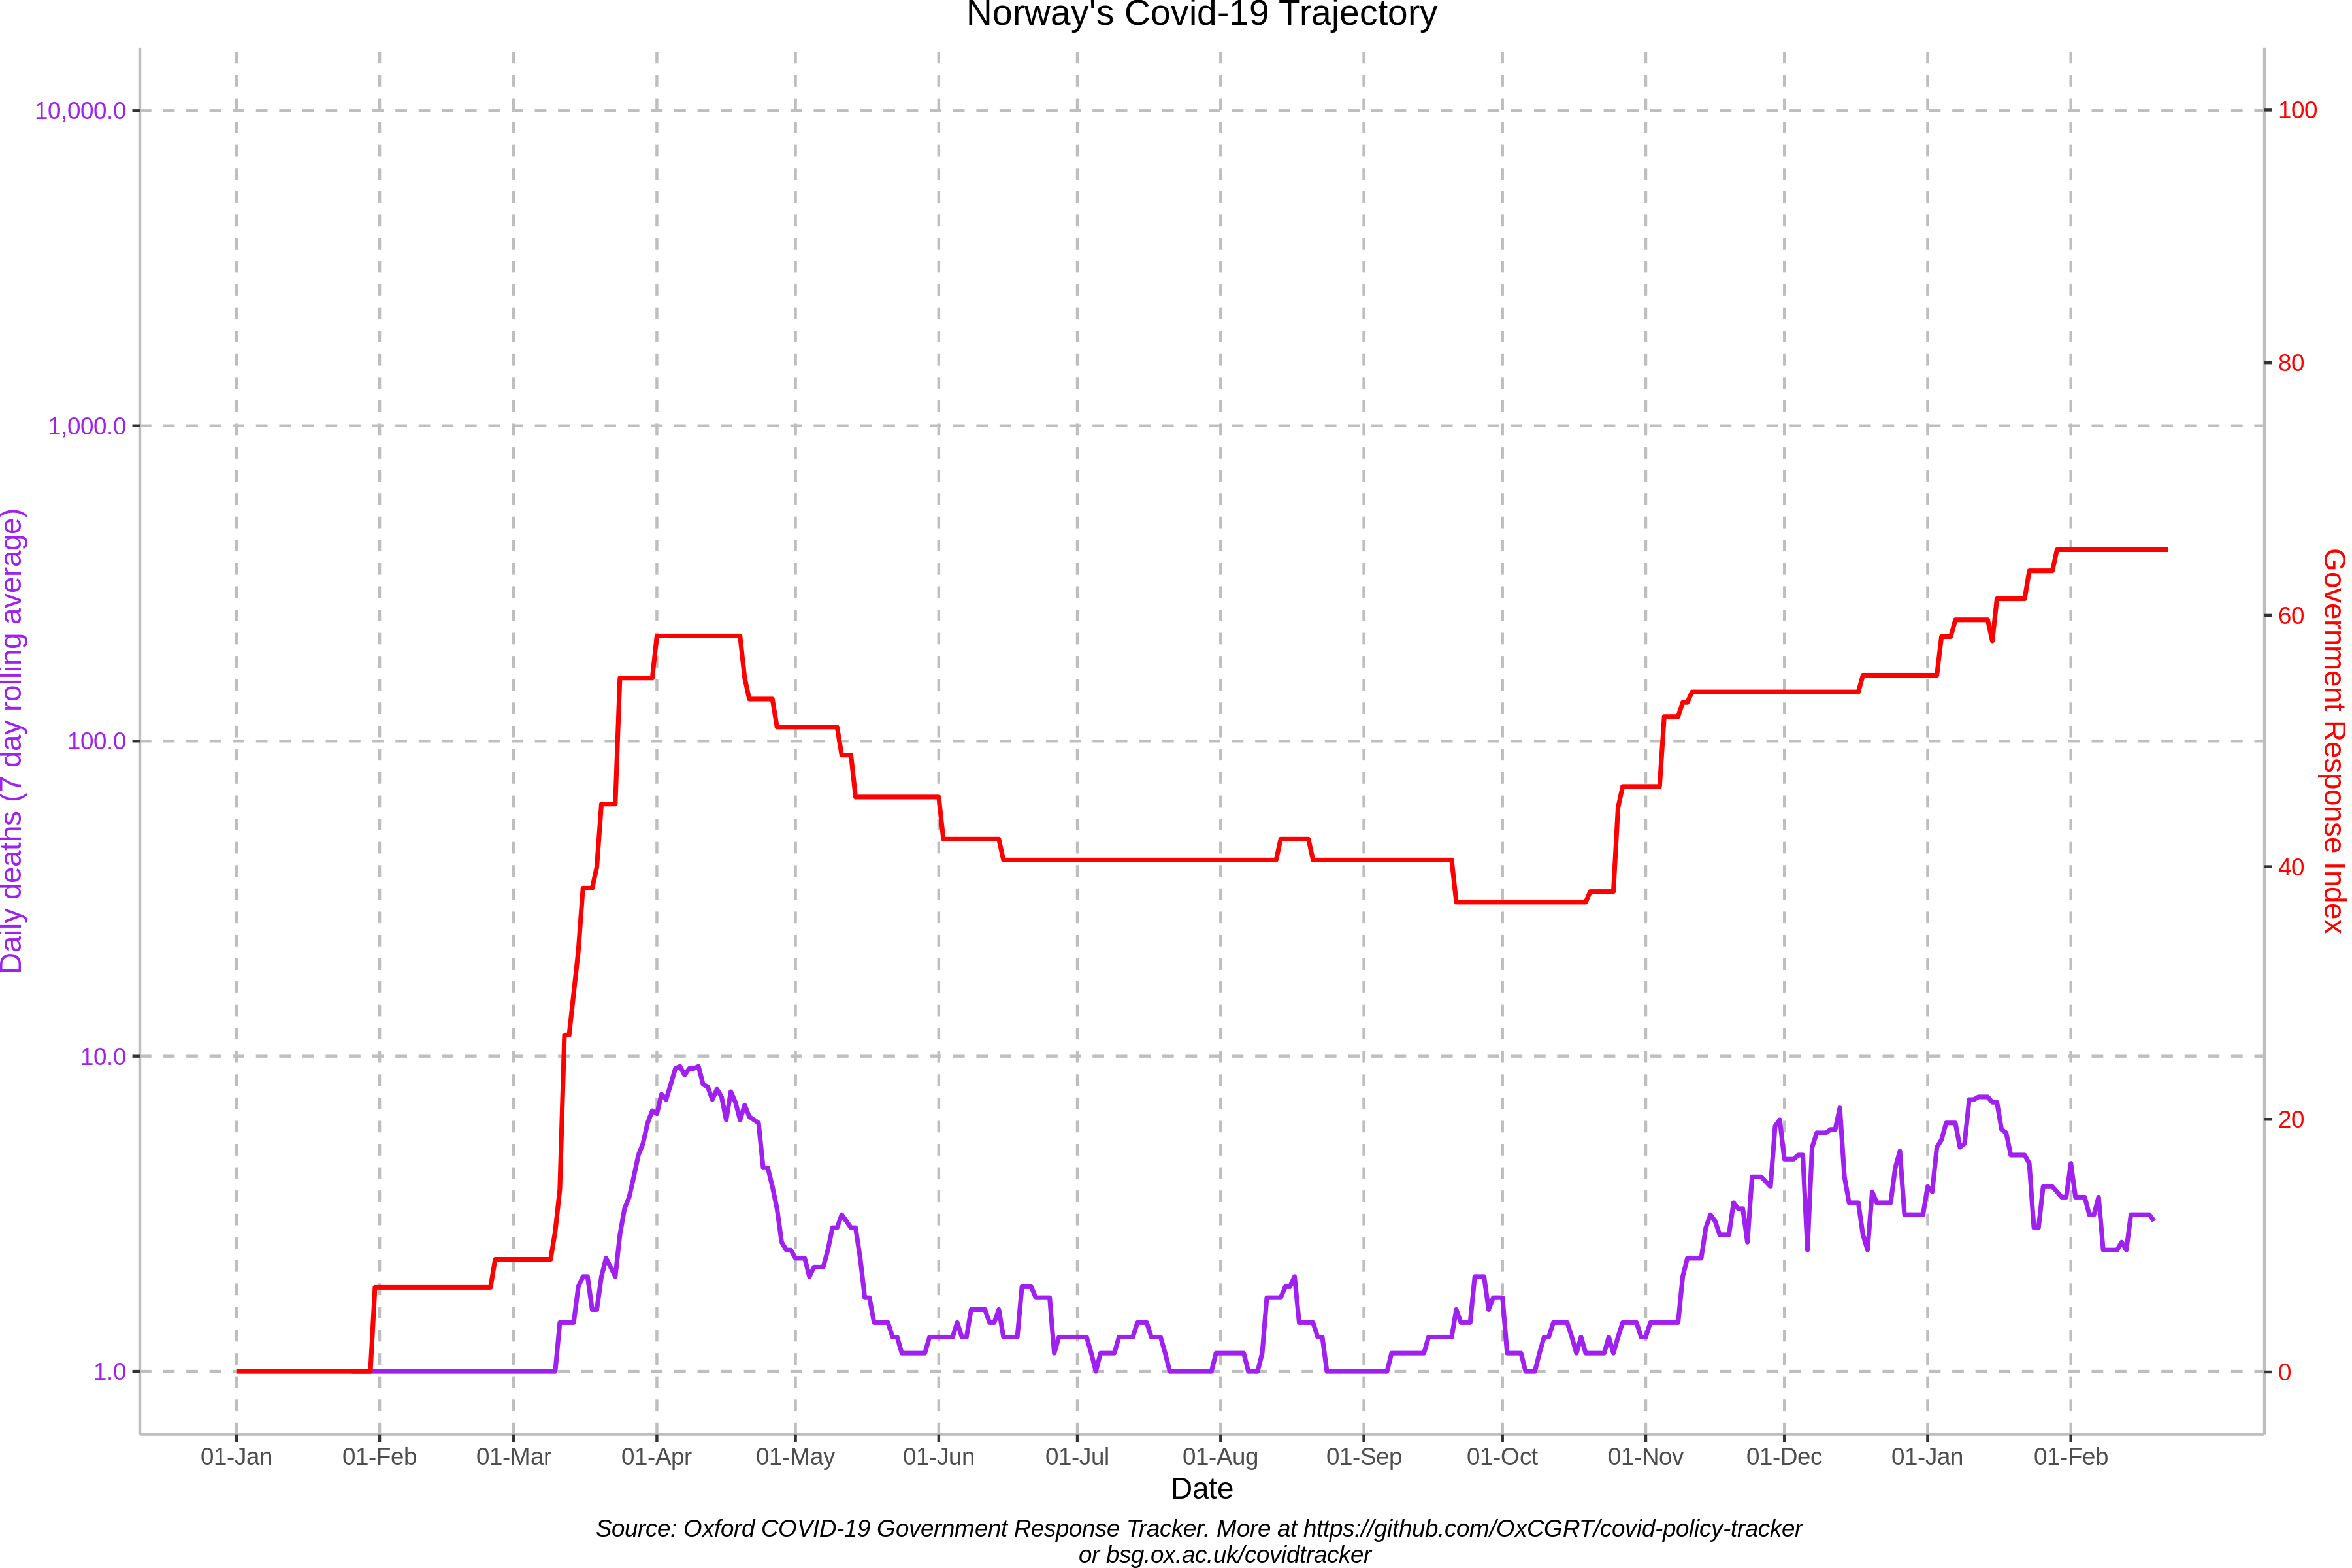 Norway's Covid-19 Trajectory
10,000.0
1,000.0
100.0
10.0
1.0
Daily deaths (7 day rolling average)
100
80
60
40
20
0
Government Response Index
01-Jan
01-Feb
01-Mar
01-Apr
01-May
01-Jun
01-Jul
01-Aug
01-Sep
01-Oct
01-Nov
01-Dec
01-Jan
01-Feb
Date
Source: Oxford COVID-19 Government Response Tracker. More at https://github.com/OxCGRT/covid-policy-tracker
or bsg.ox.ac.uk/covidtracker